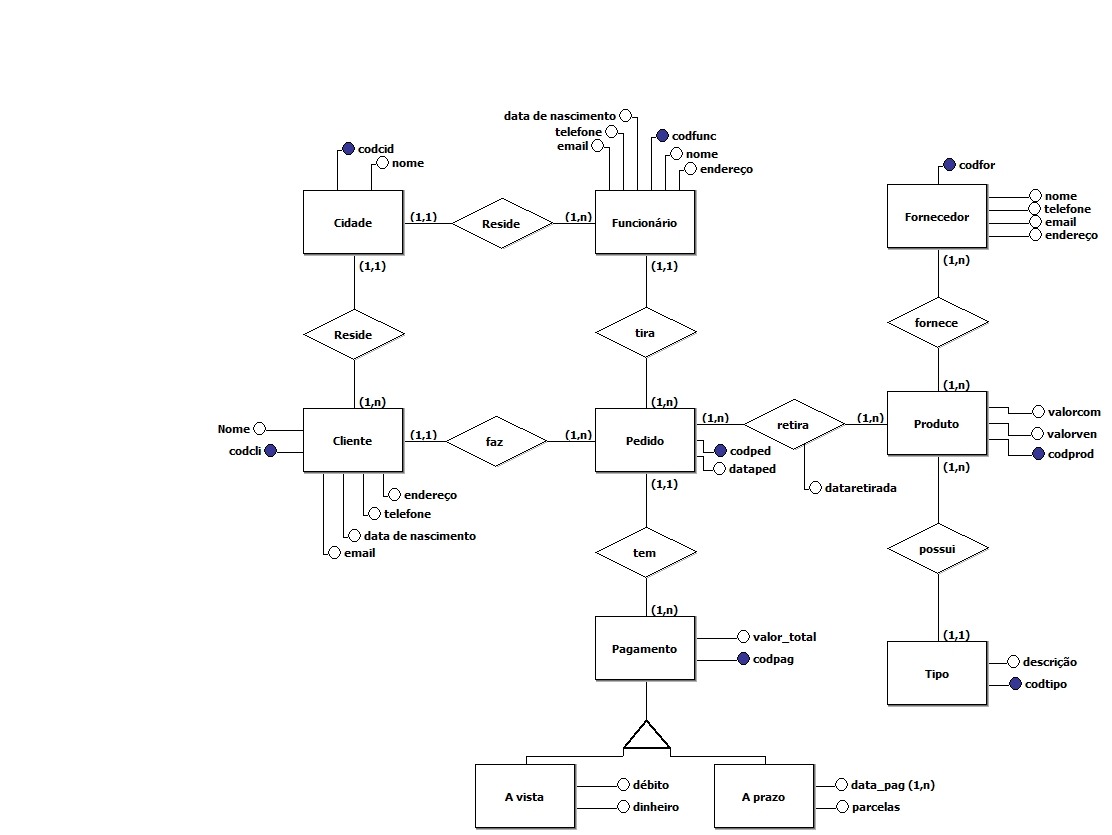 data de nascimento
telefone
email
codfunc
nome
endereço
codcid
nome
codfor
nome
telefone
email
endereço
Cidade
(1,1)
Reside
(1,n)
Funcionário
Fornecedor
(1,1)
(1,1)
(1,n)
Reside
tira
fornece
(1,n)
(1,n)
(1,n)
Nome
codcli
Cliente
(1,1)
faz
(1,n)
Pedido
(1,n)
retira
(1,n)
Produto
valorcom
valorven
codprod
codped
dataped
dataretirada
endereço
telefone
data de nascimento
email
(1,1)
(1,n)
tem
possui
(1,n)
(1,1)
Pagamento
valor_total
codpag
Tipo
descrição
codtipo
A vista
débito
dinheiro
A prazo
data_pag (1,n)
parcelas